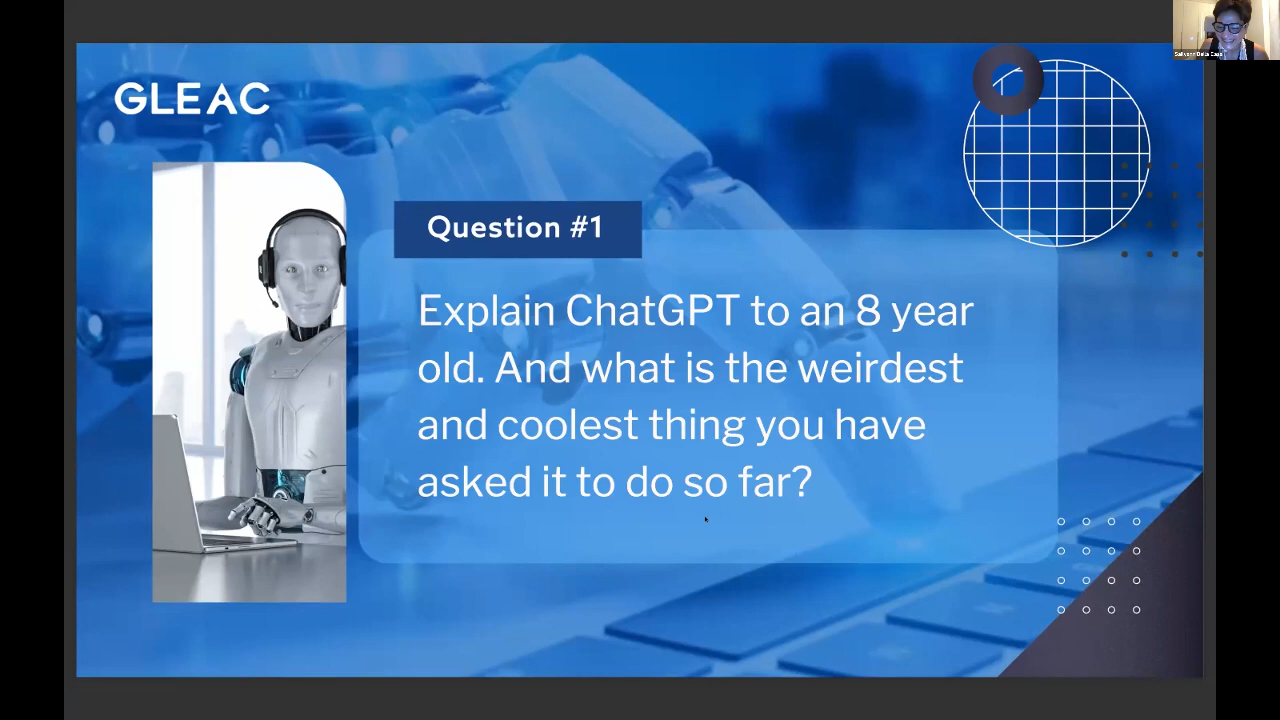 GLEAC
Question #1
Explain ChatGPT to an 8 year
old. And what is the weirdest
and coolest thing you have
asked it to do so far?